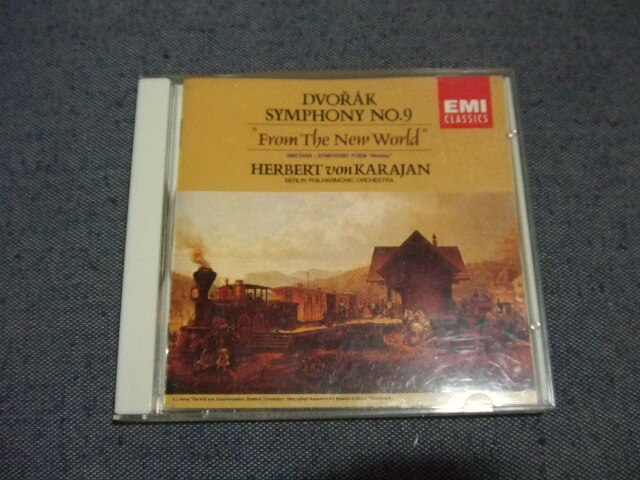 DVOŘÁK
SYMPHONY NO.9
"From The New World"
SMETANA : SYMPHONIC POEM "Moldau"
HERBERT von KARAJAN
BERLIN PHILHARMONIC ORCHESTRA
EMI
CLASSICS